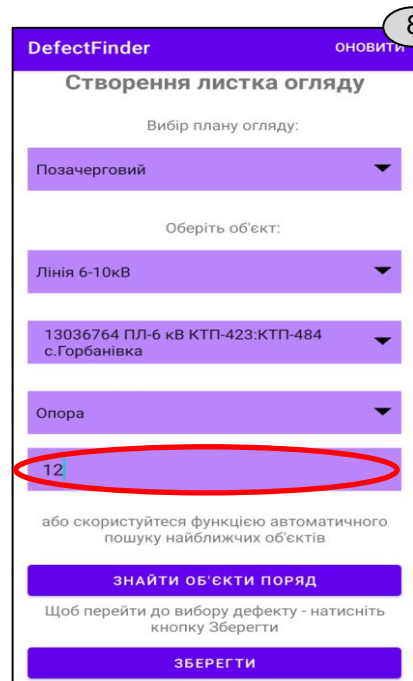 8
DefectFinder ОНОВИТИ
Створення листка огляду
Вибір плану огляду:
Позачерговий
Оберіть об'єкт:
Лінія 6-10кВ
13036764 ПЛ-6 кВ КТП-423:КТП-484
с.Горбанівка
Опора
12
або скористуйтеся функцією автоматичного
пошуку найближчих об'єктів
ЗНАЙТИ ОБ'ЄКТИ ПОРЯД
Щоб перейти до вибору дефекту - натисніть
кнопку Зберегти
ЗБЕРЕГТИ